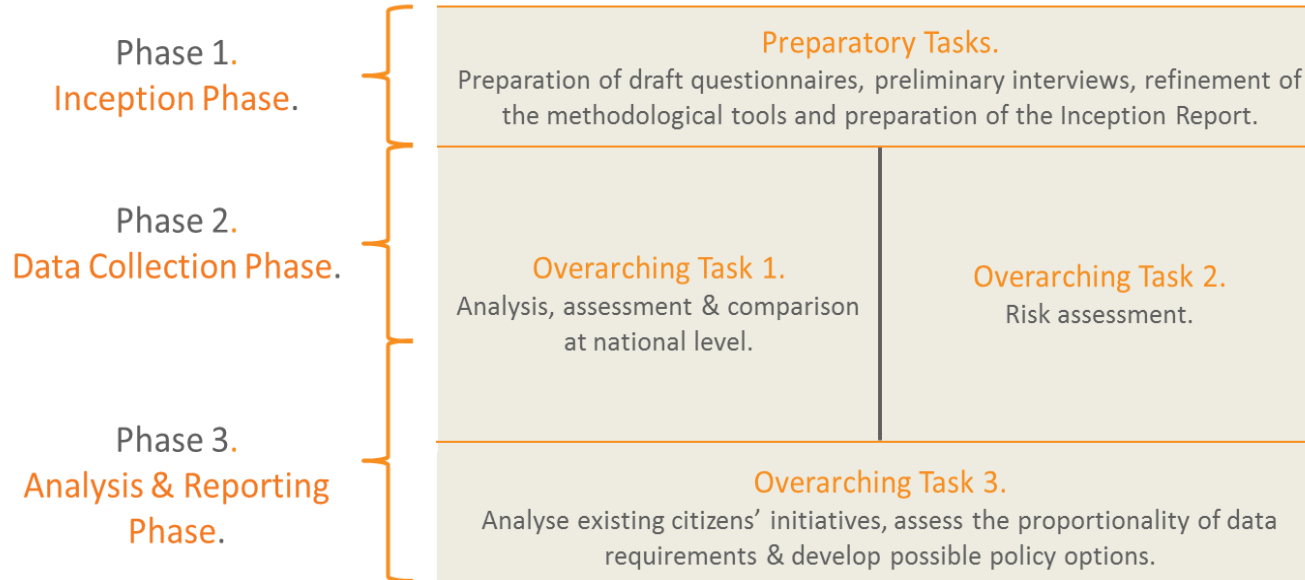 Phase 1.
Inception Phase.
Preparatory Tasks.
Preparation of draft questionnaires, preliminary interviews, refinement of
the methodological tools and preparation of the Inception Report.
Phase 2.
Data Collection Phase.
Overarching Task 1.
Analysis, assessment & comparison
at national level.
Overarching Task 2.
Risk assessment.
Phase 3.
Analysis & Reporting
Phase.
Overarching Task 3.
Analyse existing citizens’ initiatives, assess the proportionality of data
requirements & develop possible policy options.